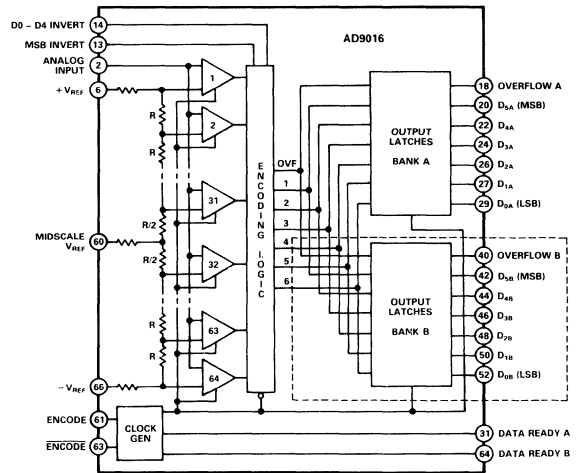 D0 – D4 INVERT 14
MSB INVERT 13
ANALOG INPUT 2
+ VREF 6
MIDSCALE VREF 60
– VREF 66
ENCODE 61
ENCODE 63
AD9016
R
R
R/2
R/2
R
R
1
2
31
32
63
64
ENCODING LOGIC
OVF
1
2
3
4
5
6
OUTPUT LATCHES
BANK A
OUTPUT LATCHES
BANK B
CLOCK GEN
18 OVERFLOW A
20 D5A (MSB)
22 D4A
24 D3A
26 D2A
27 D1A
29 D0A (LSB)
40 OVERFLOW B
42 D5B (MSB)
44 D4B
46 D3B
48 D2B
50 D1B
52 D0B (LSB)
31 DATA READY A
64 DATA READY B